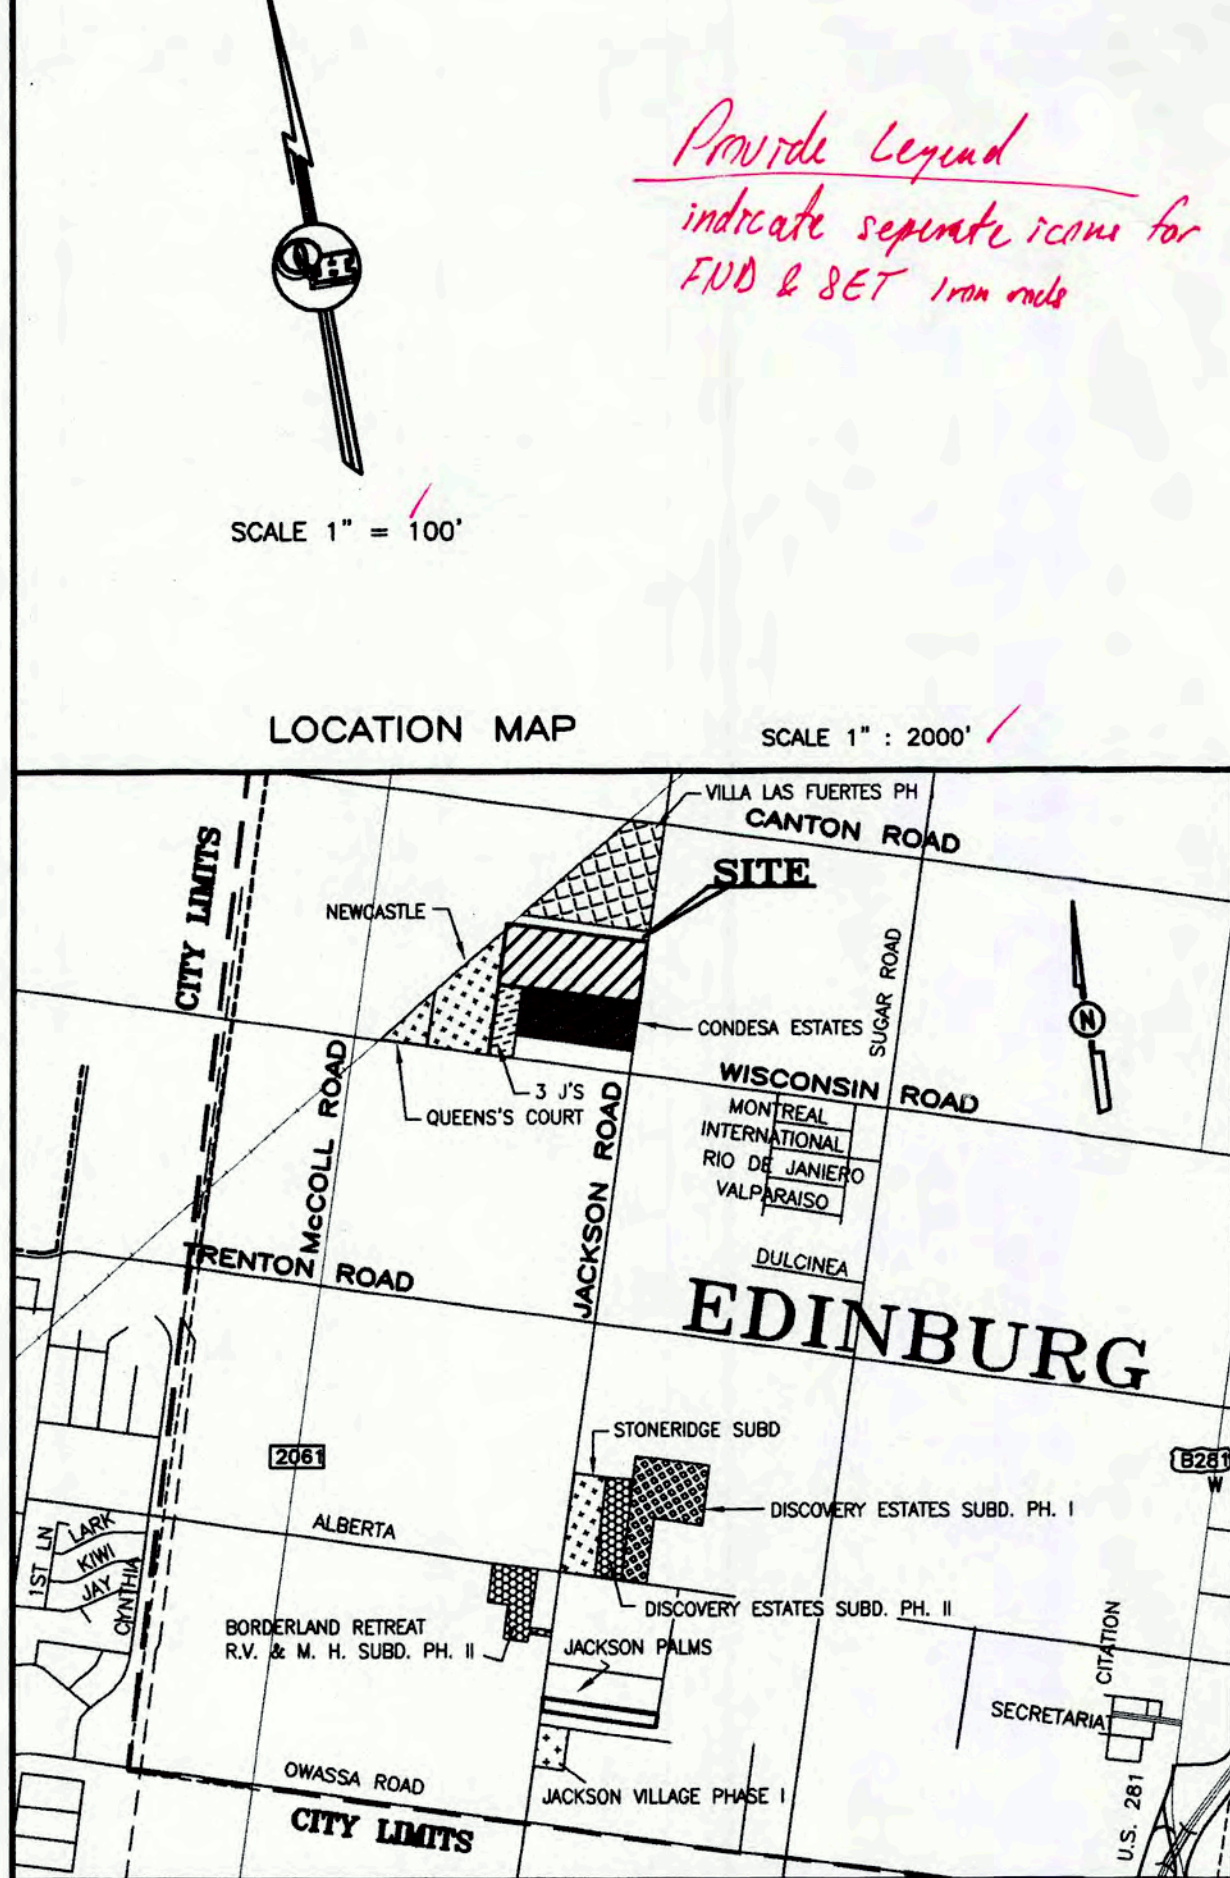 Provide Legend
indicate seperate icons for
FND & SET Iron rods
H
SCALE 1" = 100'
LOCATION MAP
SCALE 1" : 2000'
VILLA LAS FUERTES PH
CANTON ROAD
SITE
CITY LIMITS
NEWCASTLE
SUGAR ROAD
N
CONDESA ESTATES
WISCONSIN ROAD
3 J'S
QUEENS'S COURT
McCOLL ROAD
JACKSON ROAD
MONTREAL
INTERNATIONAL
RIO DE JANIERO
VALPARAISO
TRENTON ROAD
DULCINEA
EDINBURG
STONERIDGE SUBD
2061
B281
W
DISCOVERY ESTATES SUBD. PH. I
ALBERTA
1ST LN
LARK
KIWI
JAY
CYNTHIA
DISCOVERY ESTATES SUBD. PH. II
BORDERLAND RETREAT
R.V. & M. H. SUBD. PH. II
JACKSON PALMS
CITATION
SECRETARIAT
OWASSA ROAD
JACKSON VILLAGE PHASE I
CITY LIMITS
U.S. 281